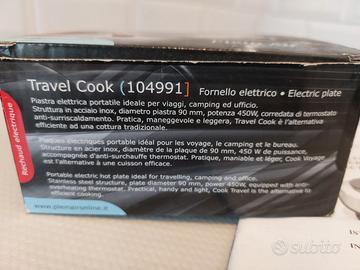 Travel Cook (104991] Fornello elettrico • Electric plate
Piastra elettrica portatile ideale per viaggi, camping ed ufficio.
Struttura in acciaio inox, diametro piastra 90 mm, potenza 450W, corredata di termostato
anti-surriscaldamento. Pratica, maneggevole e leggera, Travel Cook è l'alternativa
efficiente ad una cottura tradizionale.
Plaques électriques portable idéal pour les voyage, le camping et le bureau.
Structure en acier inox, diamètre de la plaque de 90 mm, 450 W de puissance,
accompagnée d'anti-surchauffe thermostat. Pratique, maniable et léger, Cook Voyage
est l'alternative à un cuisson efficient.
Portable electric hot plate ideal for travelling, camping and office.
Stainless steel structure, plate diameter 90 mm, power 450W, equipped with anti-
overheating thermostat. Practical, handy and light, Cook Travel is the alternative to
efficient cooking.
Rechaud electrique
subito